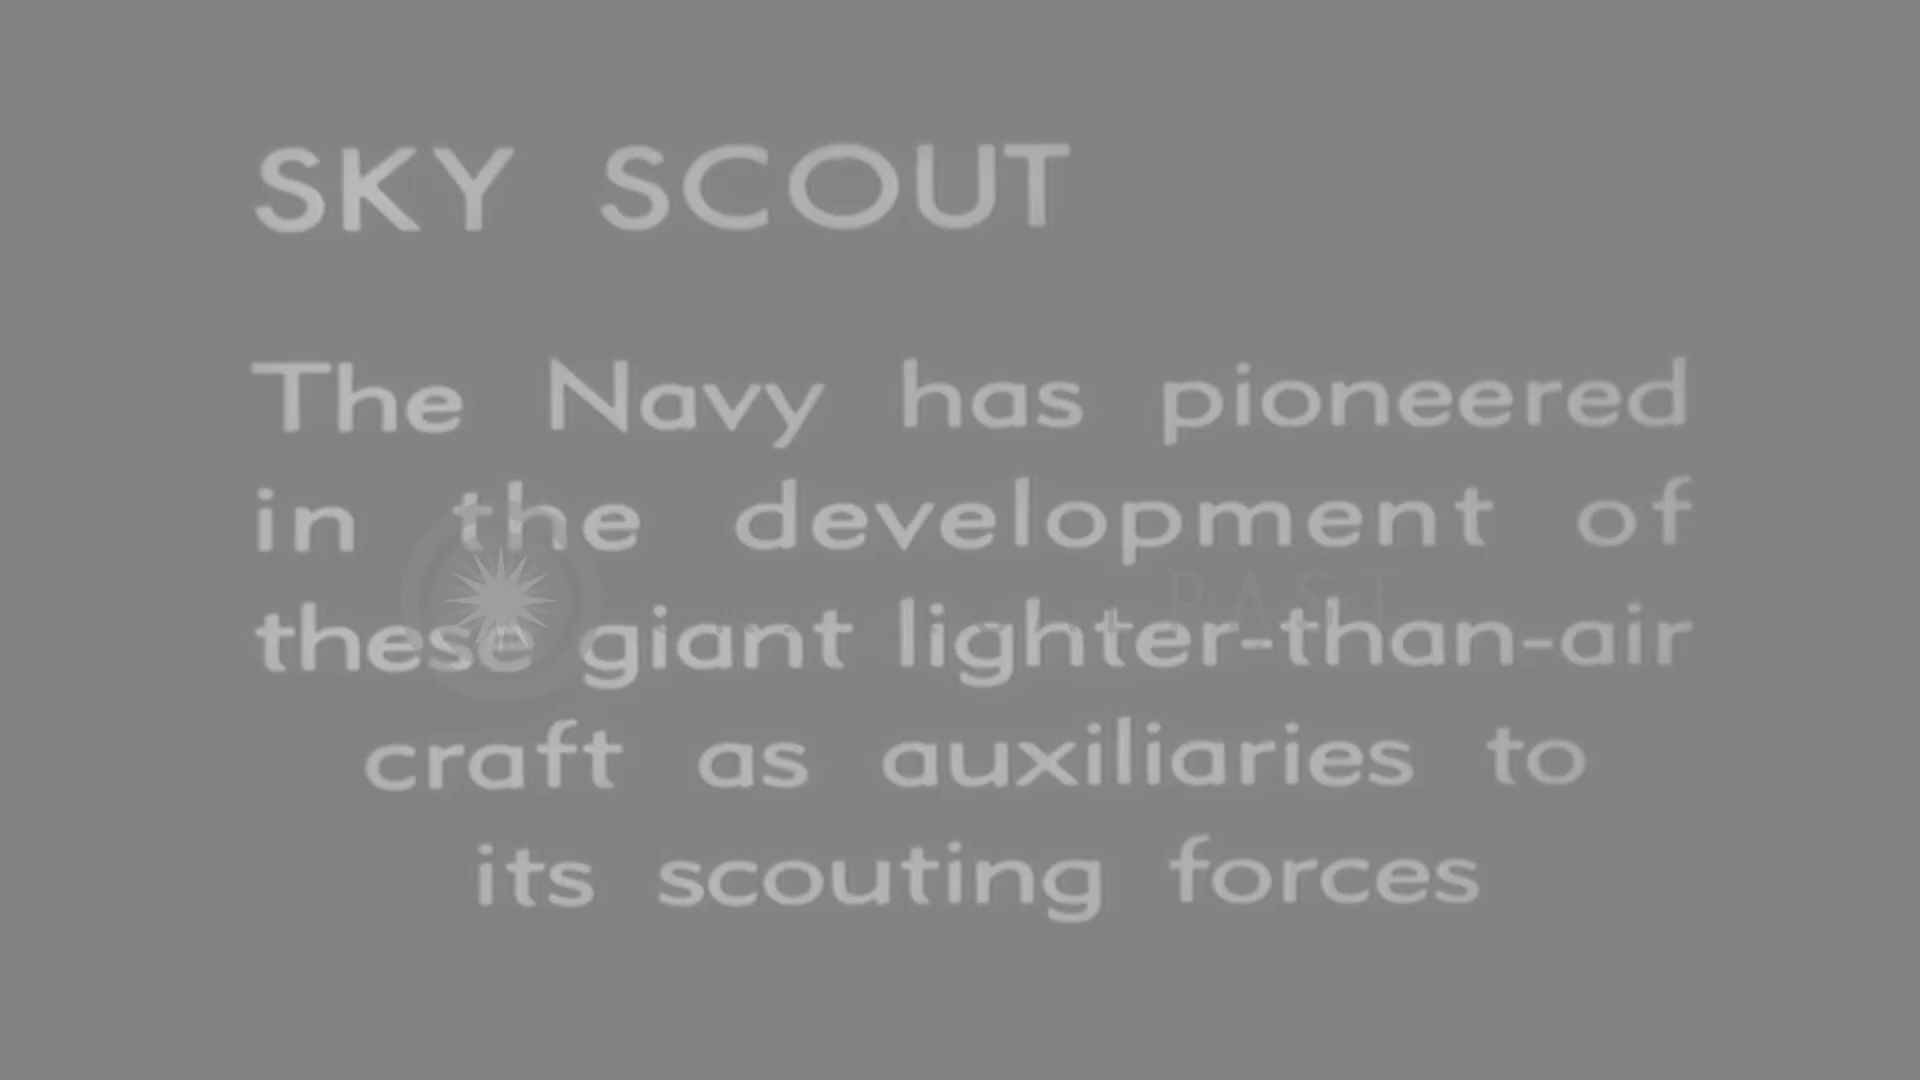 SKY SCOUT
The Navy has pioneered
in the development of
PAST
these giant lighter-than-air
craft as auxiliaries to
its scouting forces